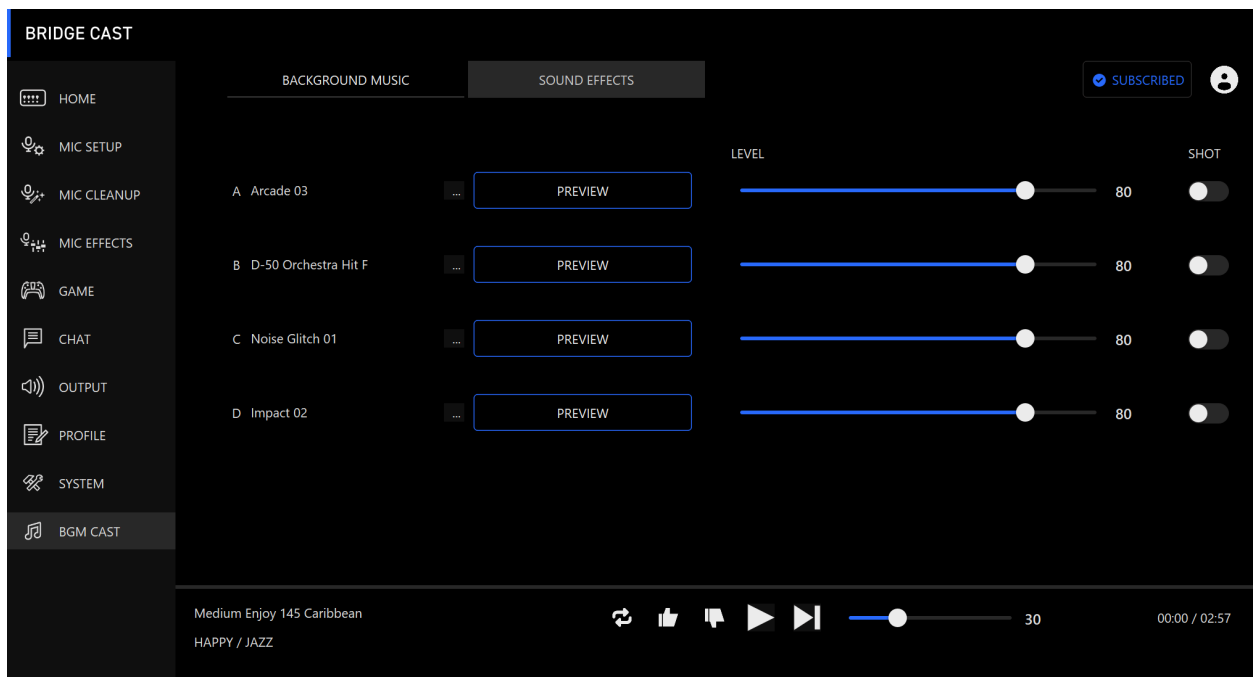 BRIDGE CAST
HOME
MIC SETUP
MIC CLEANUP
MIC EFFECTS
GAME
CHAT
OUTPUT
PROFILE
SYSTEM
BGM CAST
BACKGROUND MUSIC
SOUND EFFECTS
SUBSCRIBED
LEVEL
SHOT
A Arcade 03 ... PREVIEW 80
B D-50 Orchestra Hit F ... PREVIEW 80
C Noise Glitch 01 ... PREVIEW 80
D Impact 02 ... PREVIEW 80
Medium Enjoy 145 Caribbean
HAPPY / JAZZ
30
00:00 / 02:57